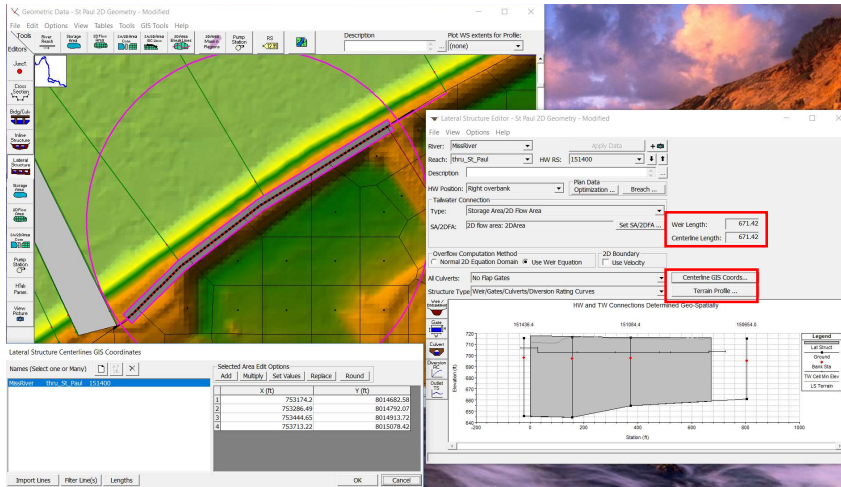 Geometric Data - St Paul 2D Geometry - Modified
File Edit Options View Tables Tools GIS Tools Help
Tools
Editors
River Reach
Storage Area
2D Flow Area
SA/2D Area Conn
SA/2D Area BC Lines
2D Area Break Lines
2D Area Mann n Regions
Pump Station
RS
Description
Plot WS extents for Profile:
(none)
Junct.
Cross Section
Brdg/Culv
Inline Structure
Lateral Structure
Storage Area
2D Flow Area
SA/2D Area Conn
Pump Station
HTab Param.
View Picture
Lateral Structure Editor - St Paul 2D Geometry - Modified
File View Options Help
River: MissRiver
Apply Data
Reach: thru_St_Paul
HW RS: 151400
Description
HW Position: Right overbank
Plan Data
Optimization ...
Breach ...
Tailwater Connection
Type: Storage Area/2D Flow Area
SA/2DFA: 2D flow area: 2DArea
Set SA/2DFA ...
Weir Length: 671.42
Centerline Length: 671.42
Overflow Computation Method
Normal 2D Equation Domain
Use Weir Equation
2D Boundary
Use Velocity
All Culverts: No Flap Gates
Centerline GIS Coords...
Structure Type: Weir/Gates/Culverts/Diversion Rating Curves
Terrain Profile ...
Weir / Embankment
Gate
Culvert
Diversion RC
Outlet TS
HW and TW Connections Determined Geo-Spatially
151436.4
151084.4
150654.0
Elevation (ft)
720
710
700
690
680
670
660
650
640
-200
0
200
400
600
800
1000
Station (ft)
Legend
Lat Struct
Ground
Bank Sta
TW Cell Min Elev
LS Terrain
Lateral Structure Centerlines GIS Coordinates
Names (Select one or Many)
MissRiver thru_St_Paul 151400
Selected Area Edit Options
Add Multiply Set Values Replace Round
X (ft) Y (ft)
1 753174.2 8014682.58
2 753286.49 8014792.07
3 753444.65 8014913.72
4 753713.22 8015078.42
Import Lines Filter Line(s) Lengths
OK Cancel